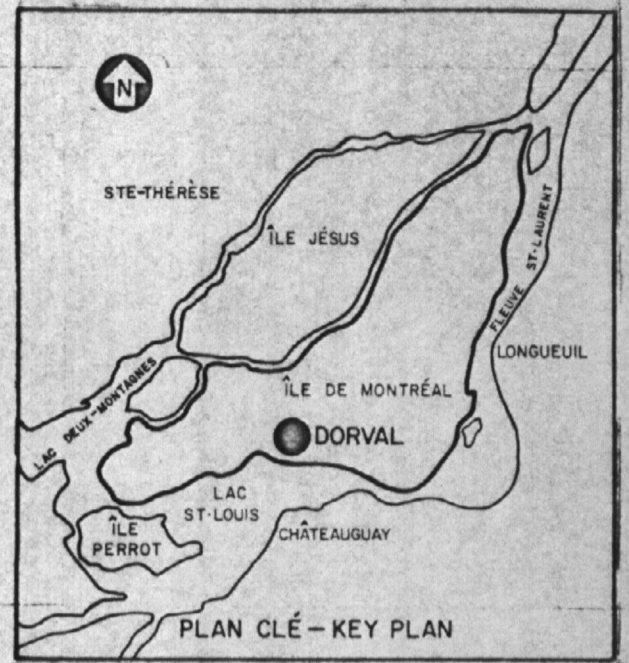 N
STE-THÉRÈSE
ÎLE JÉSUS
FLEUVE ST-LAURENT
LONGUEUIL
LAC DEUX-MONTAGNES
ÎLE DE MONTRÉAL
DORVAL
LAC
ST-LOUIS
ÎLE
PERROT
CHÂTEAUGUAY
PLAN CLÉ – KEY PLAN